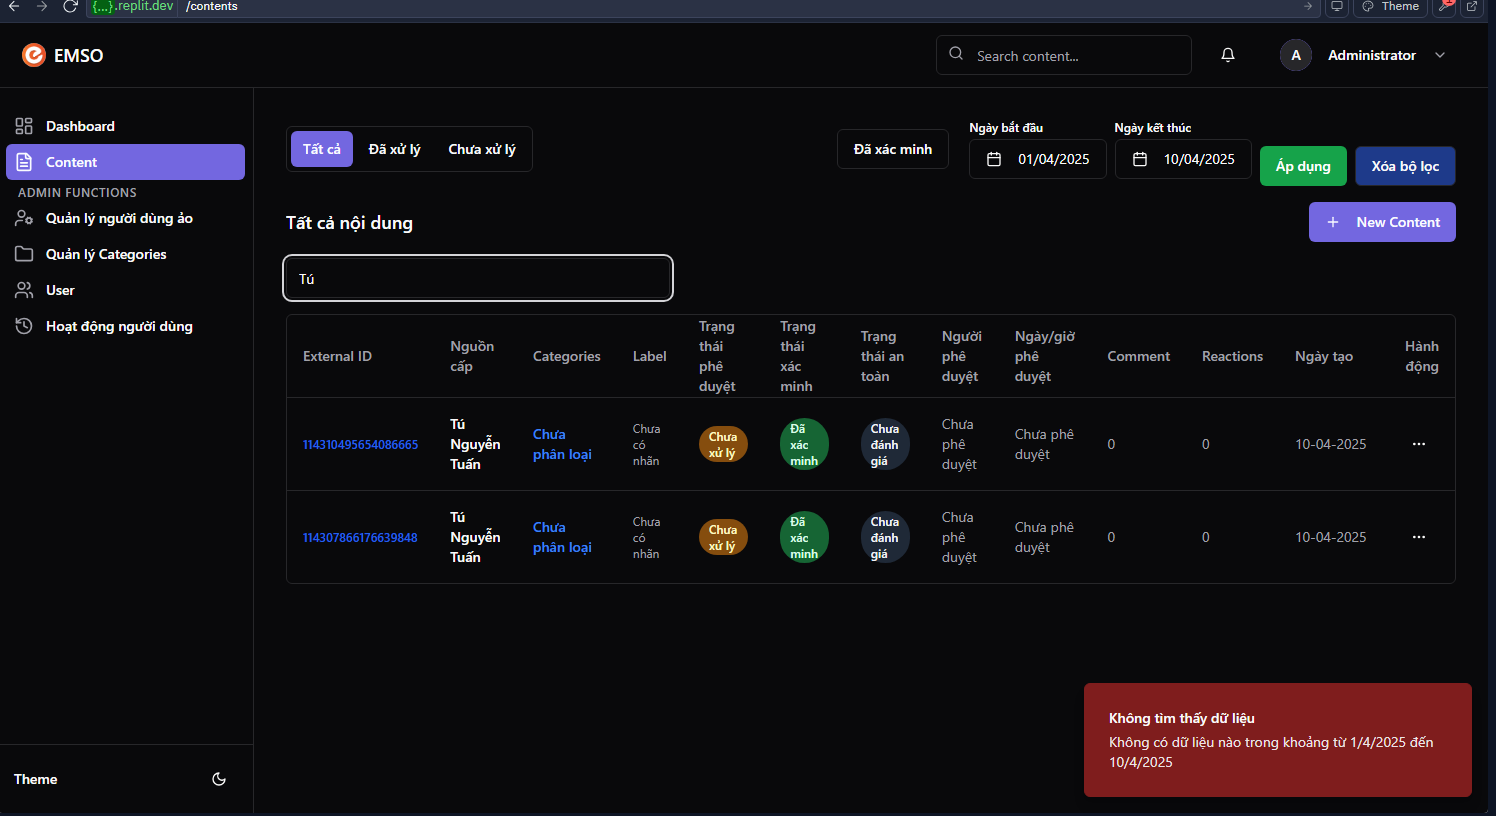 {...}.replit.dev /contents
Theme
EMSO
Search content...
A
Administrator
Dashboard
Content
ADMIN FUNCTIONS
Quản lý người dùng ảo
Quản lý Categories
User
Hoạt động người dùng
Theme
Tất cả
Đã xử lý
Chưa xử lý
Đã xác minh
Ngày bắt đầu
01/04/2025
Ngày kết thúc
10/04/2025
Áp dụng
Xóa bộ lọc
Tất cả nội dung
+ New Content
Tú
External ID
Nguồn
cấp
Categories
Label
Trạng
thái
phê
duyệt
Trạng
thái
xác
minh
Trạng
thái an
toàn
Người
phê
duyệt
Ngày/giờ
phê
duyệt
Comment
Reactions
Ngày tạo
Hành
động
114310495654086665
Tú
Nguyễn
Tuấn
Chưa
phân loại
Chưa
có
nhãn
Chưa
xử lý
Đã
xác
minh
Chưa
đánh
giá
Chưa
phê
duyệt
Chưa phê
duyệt
0
0
10-04-2025
...
114307866176639848
Tú
Nguyễn
Tuấn
Chưa
phân loại
Chưa
có
nhãn
Chưa
xử lý
Đã
xác
minh
Chưa
đánh
giá
Chưa
phê
duyệt
Chưa phê
duyệt
0
0
10-04-2025
...
Không tìm thấy dữ liệu
Không có dữ liệu nào trong khoảng từ 1/4/2025 đến
10/4/2025